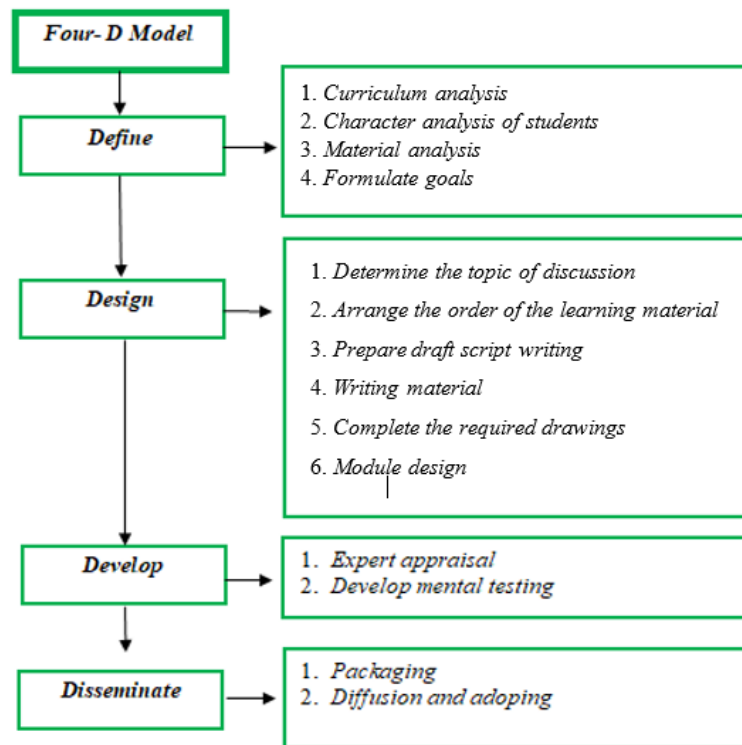 Four- D Model
Define
1. Curriculum analysis
2. Character analysis of students
3. Material analysis
4. Formulate goals
Design
1. Determine the topic of discussion
2. Arrange the order of the learning material
3. Prepare draft script writing
4. Writing material
5. Complete the required drawings
6. Module design
Develop
1. Expert appraisal
2. Develop mental testing
Disseminate
1. Packaging
2. Diffusion and adoping